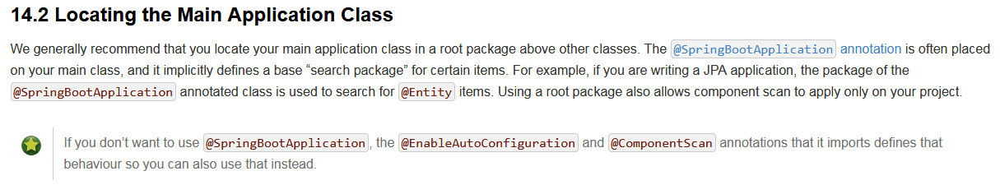 14.2 Locating the Main Application Class
We generally recommend that you locate your main application class in a root package above other classes. The @SpringBootApplication annotation is often placed
on your main class, and it implicitly defines a base “search package” for certain items. For example, if you are writing a JPA application, the package of the
@SpringBootApplication annotated class is used to search for @Entity items. Using a root package also allows component scan to apply only on your project.
If you don’t want to use @SpringBootApplication, the @EnableAutoConfiguration and @ComponentScan annotations that it imports defines that
behaviour so you can also use that instead.